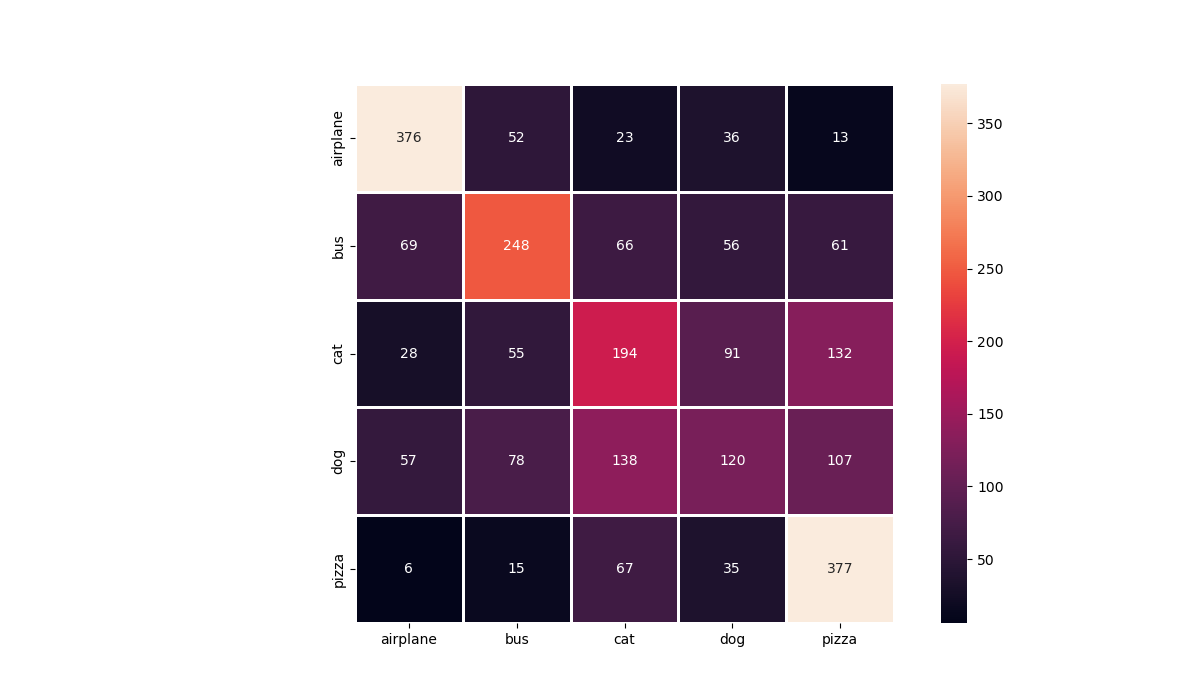 airplane 376 52 23 36 13 350
bus 69 248 66 56 61 300
250
cat 28 55 194 91 132 200
150
dog 57 78 138 120 107 100
pizza 6 15 67 35 377 50
airplane bus cat dog pizza